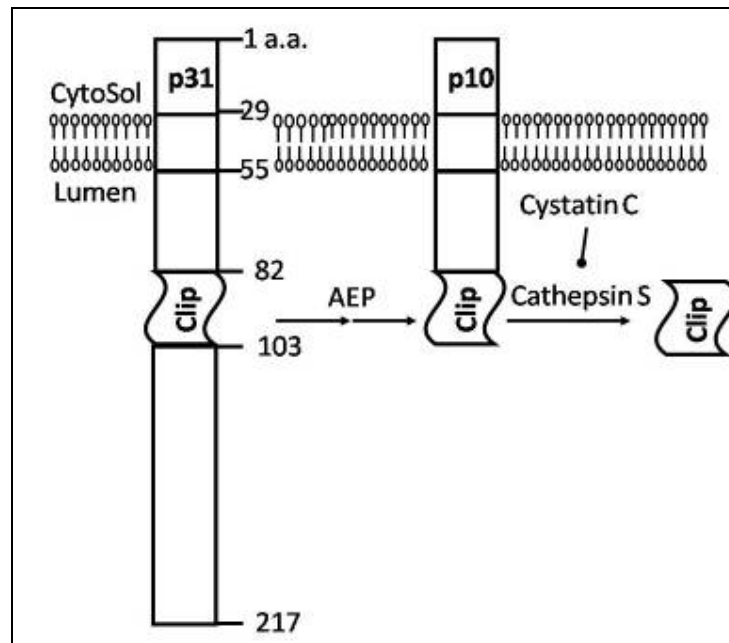 1 a.a.
p31
p10
CytoSol
29
55
Lumen
Cystatin C
82
Clip
AEP
Clip
Cathepsin S
Clip
103
217